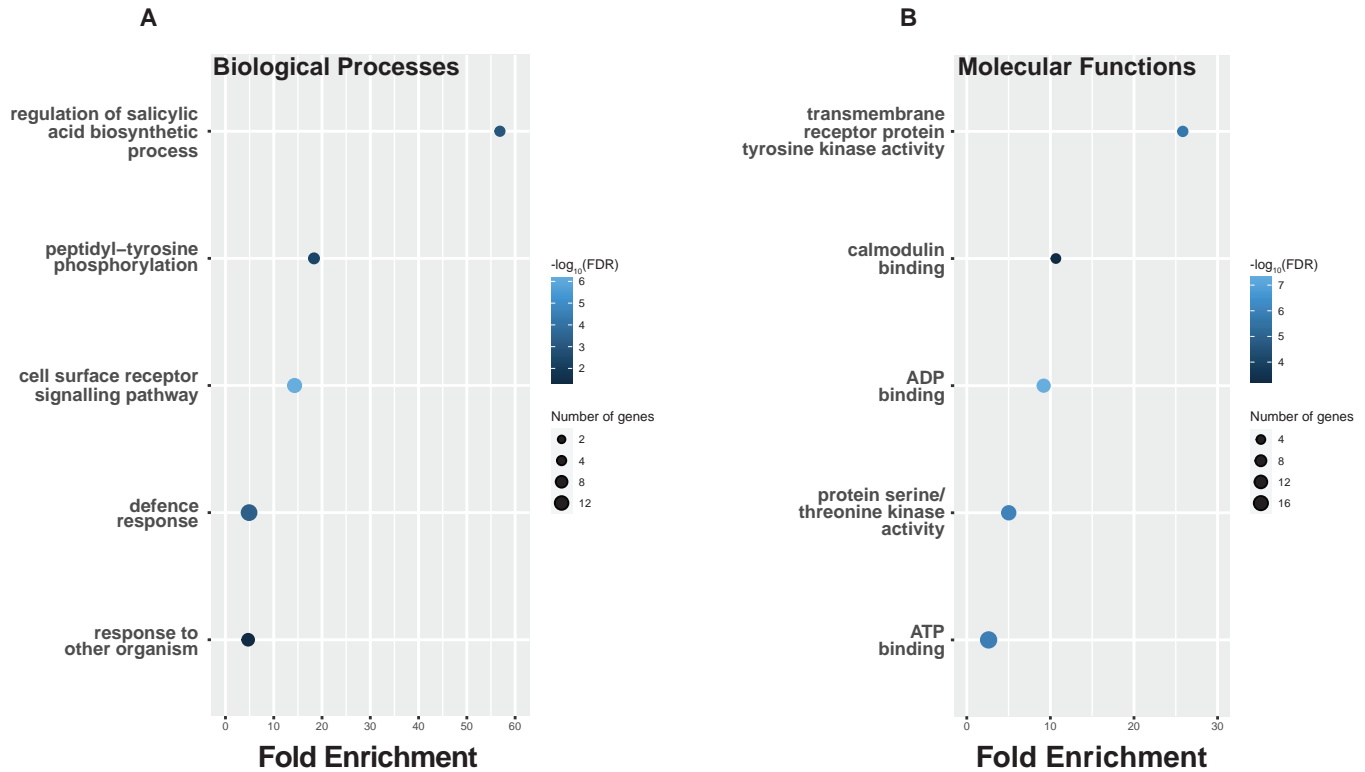 A
Biological Processes
regulation of salicylic
acid biosynthetic
process
peptidyl−tyrosine
phosphorylation
cell surface receptor
signalling pathway
defence
response
response to
other organism
0 10 20 30 40 50 60
Fold Enrichment
-log10(FDR)
6
5
4
3
2
Number of genes
2
4
8
12
B
Molecular Functions
transmembrane
receptor protein
tyrosine kinase activity
calmodulin
binding
ADP
binding
protein serine/
threonine kinase
activity
ATP
binding
0 10 20 30
Fold Enrichment
-log10(FDR)
7
6
5
4
Number of genes
4
8
12
16